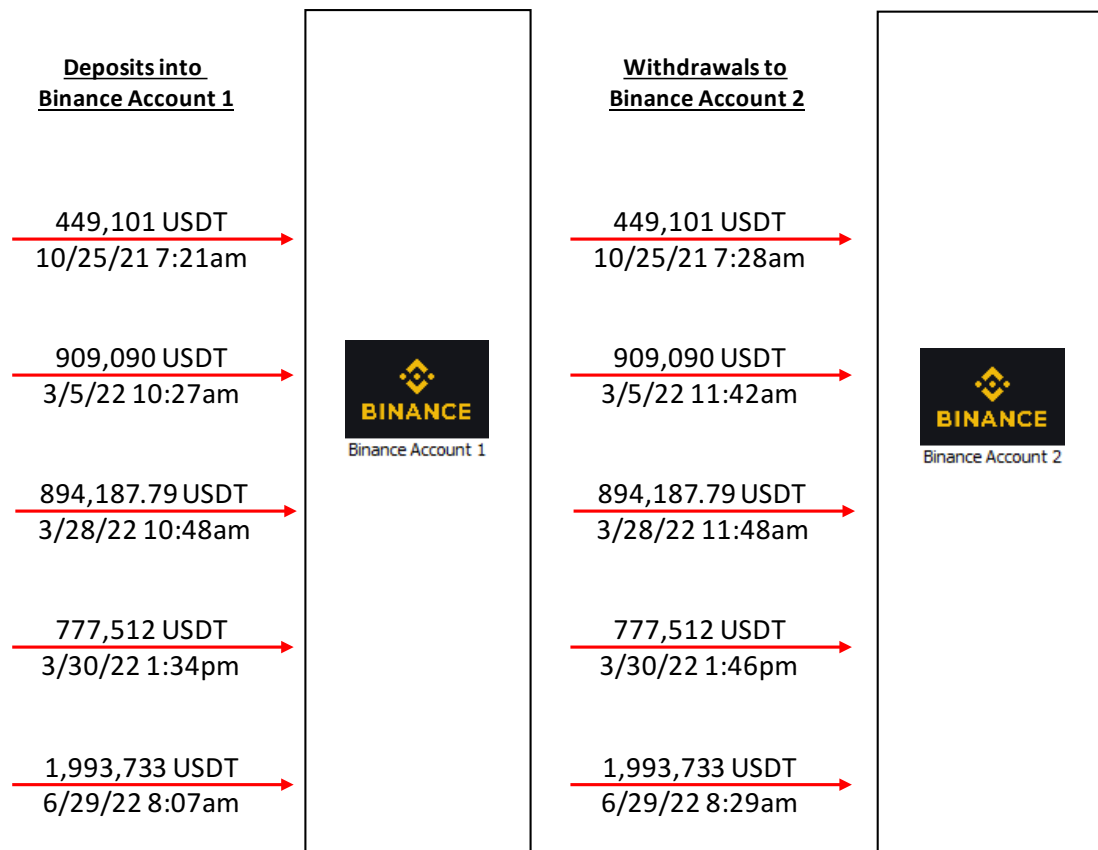 Deposits into
Binance Account 1
449,101 USDT
10/25/21 7:21am
909,090 USDT
3/5/22 10:27am
894,187.79 USDT
3/28/22 10:48am
777,512 USDT
3/30/22 1:34pm
1,993,733 USDT
6/29/22 8:07am
BINANCE
Binance Account 1
Withdrawals to
Binance Account 2
449,101 USDT
10/25/21 7:28am
909,090 USDT
3/5/22 11:42am
894,187.79 USDT
3/28/22 11:48am
777,512 USDT
3/30/22 1:46pm
1,993,733 USDT
6/29/22 8:29am
BINANCE
Binance Account 2